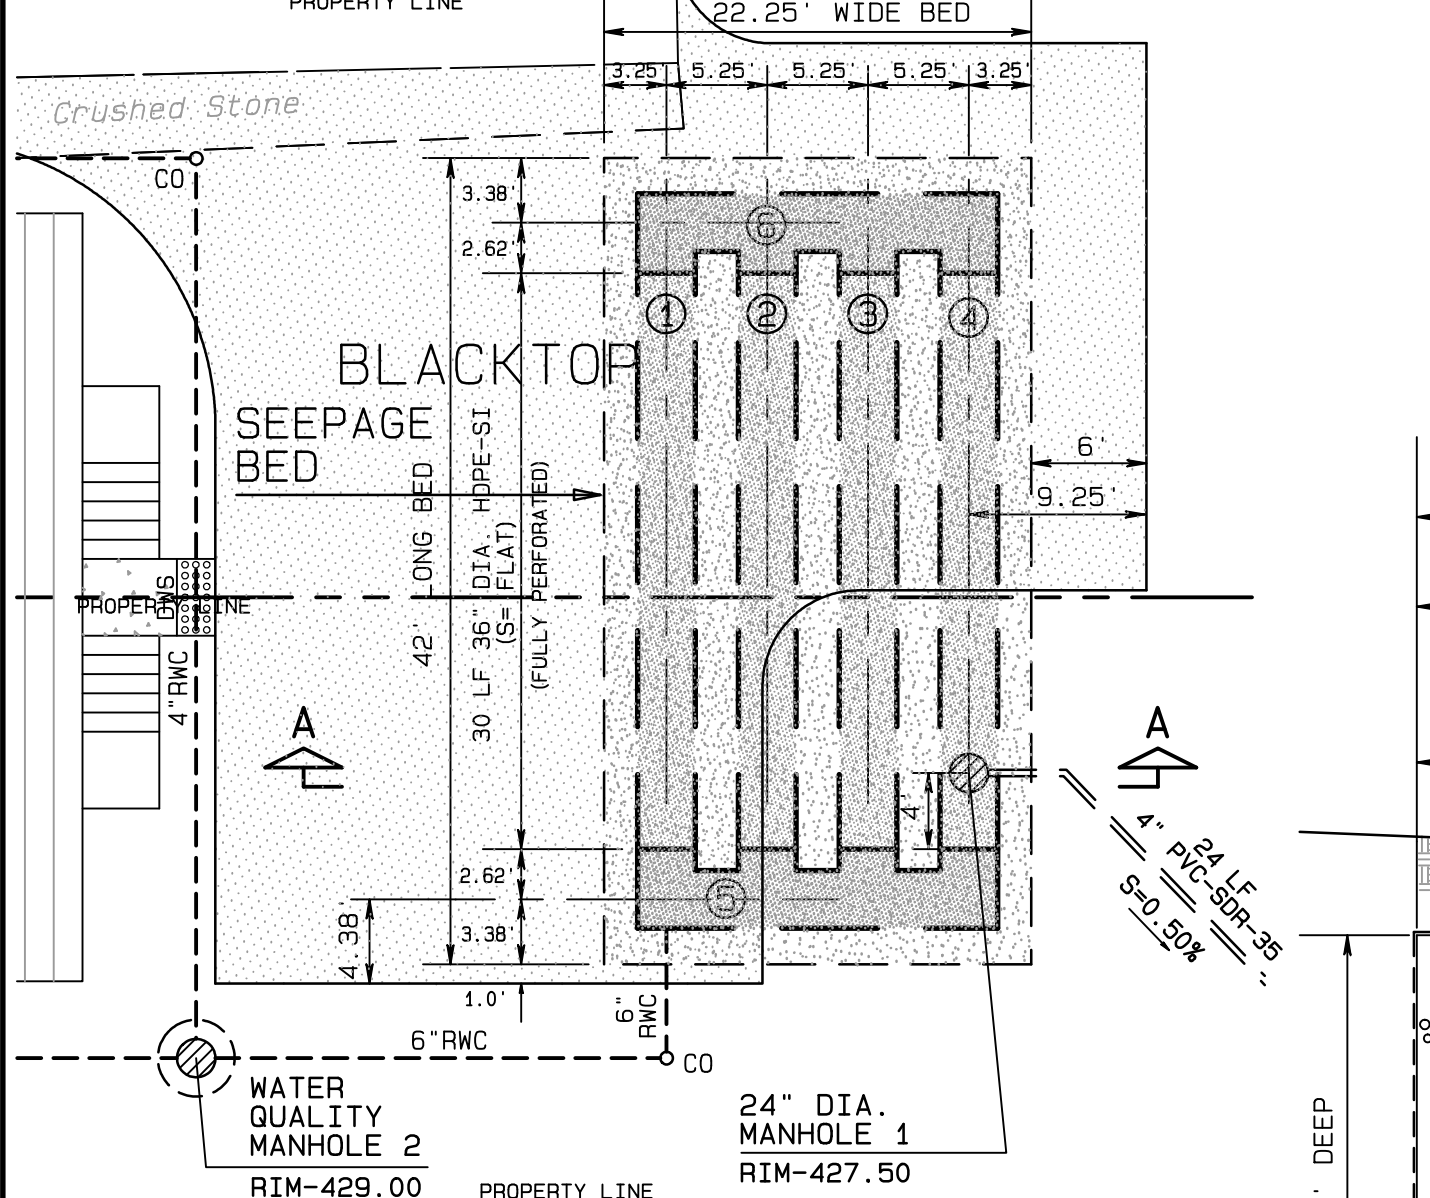 PROPERTY LINE
22.25' WIDE BED
3.25' 5.25' 5.25' 5.25' 3.25'
Crushed Stone
CO
3.38'
2.62'
6
1 2 3 4
BLACKTOP
SEEPAGE
BED
42' LONG BED
30 LF 36" DIA. HDPE-SI
(S= FLAT)
(FULLY PERFORATED)
6'
9.25'
DWS
PROPERTY LINE
4"RWC
A
A
4'
24 LF
4" PVC-SDR-35
S=0.50%
2.62'
5
3.38'
4.38'
1.0'
6"
RWC
6"RWC
CO
WATER
QUALITY
MANHOLE 2
RIM-429.00
24" DIA.
MANHOLE 1
RIM-427.50
PROPERTY LINE
DEEP